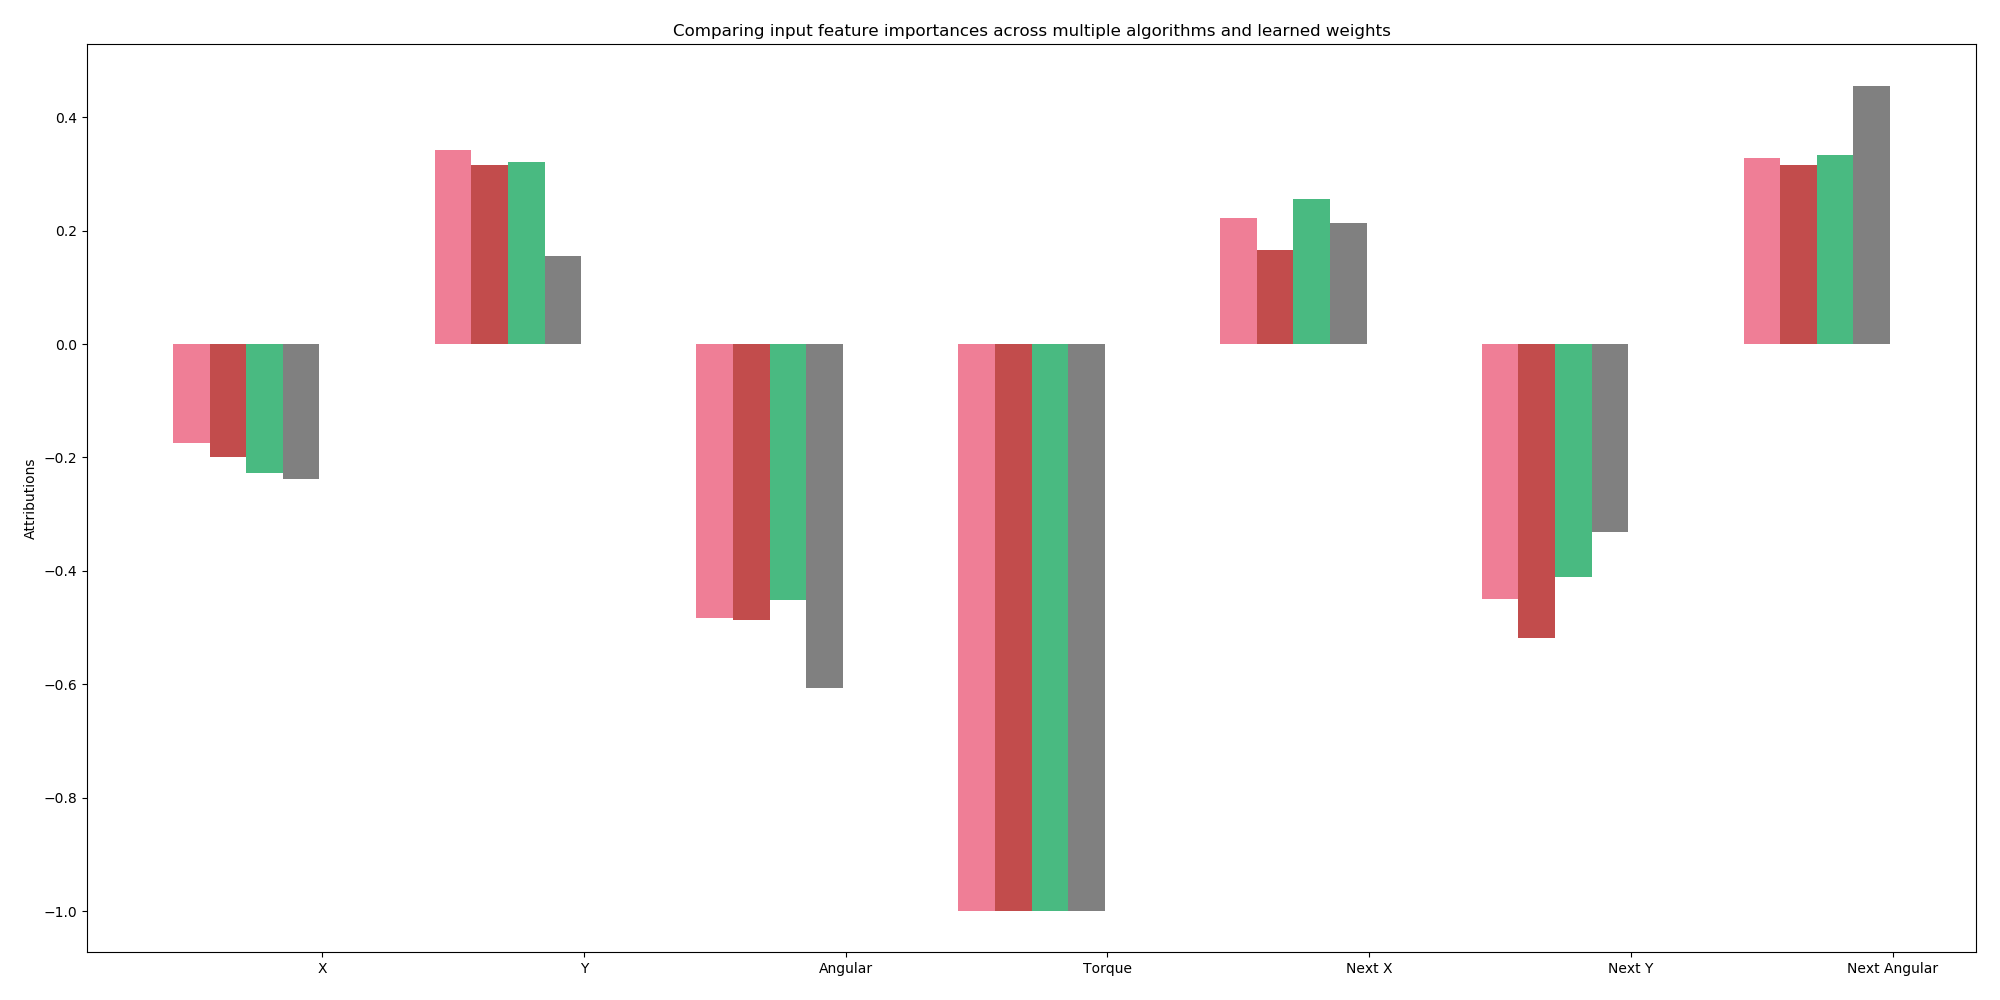 Comparing input feature importances across multiple algorithms and learned weights
Attributions
0.4
0.2
0.0
−0.2
−0.4
−0.6
−0.8
−1.0
X
Y
Angular
Torque
Next X
Next Y
Next Angular